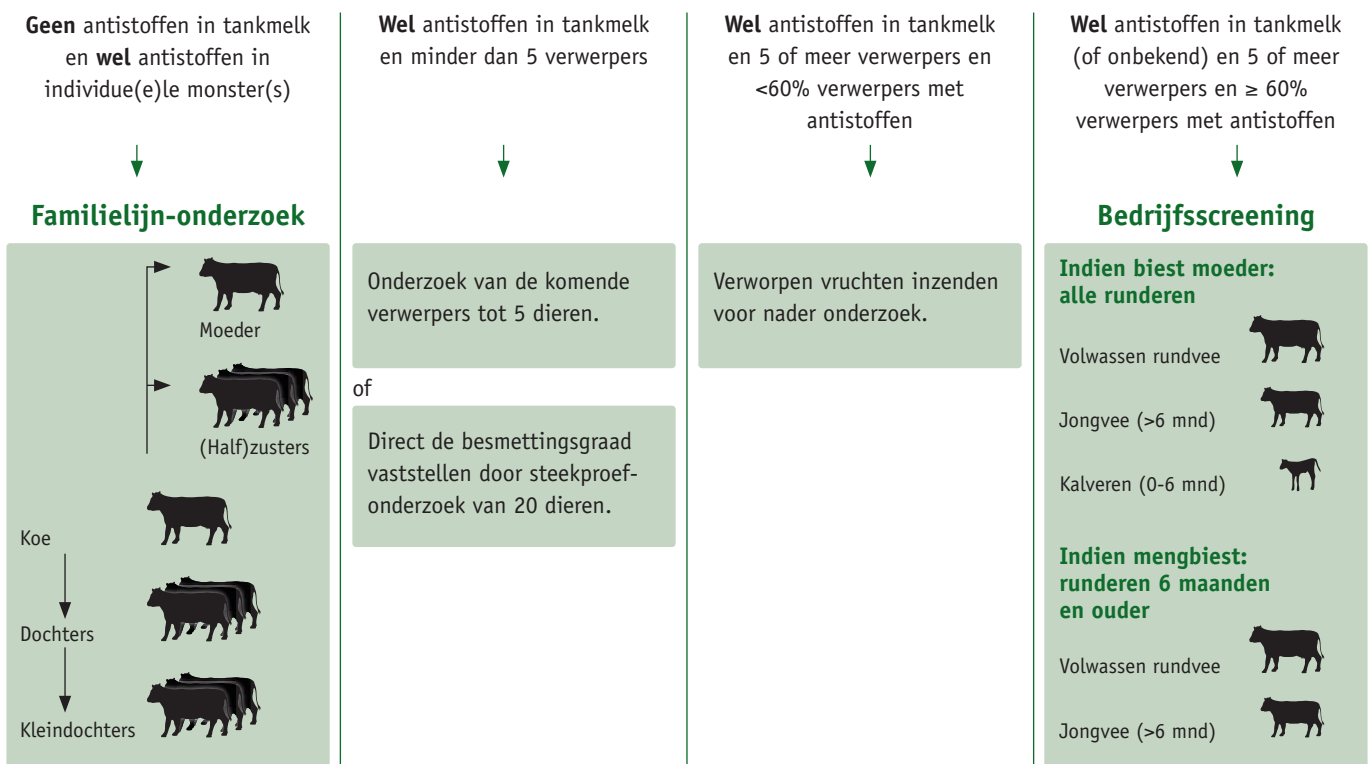 Geen antistoffen in tankmelk
en wel antistoffen in
individue(e)le monster(s)
Familielijn-onderzoek
Moeder
(Half)zusters
Koe
Dochters
Kleindochters
Wel antistoffen in tankmelk
en minder dan 5 verwerpers
Onderzoek van de komende
verwerpers tot 5 dieren.
of
Direct de besmettingsgraad
vaststellen door steekproef-
onderzoek van 20 dieren.
Wel antistoffen in tankmelk
en 5 of meer verwerpers en
<60% verwerpers met
antistoffen
Verworpen vruchten inzenden
voor nader onderzoek.
Wel antistoffen in tankmelk
(of onbekend) en 5 of meer
verwerpers en ≥ 60%
verwerpers met antistoffen
Bedrijfsscreening
Indien biest moeder:
alle runderen
Volwassen rundvee
Jongvee (>6 mnd)
Kalveren (0-6 mnd)
Indien mengbiest:
runderen 6 maanden
en ouder
Volwassen rundvee
Jongvee (>6 mnd)